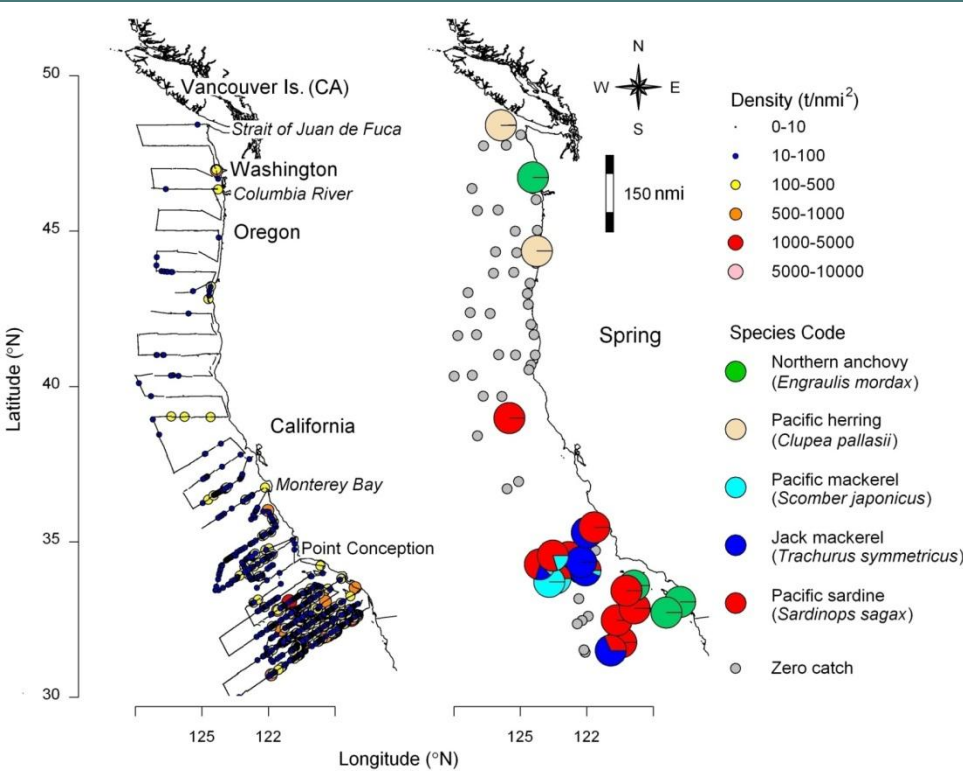 50
45
40
35
30
Latitude (°N)
Vancouver Is. (CA)
Strait of Juan de Fuca
Washington
Columbia River
Oregon
California
Monterey Bay
Point Conception
125
122
N
W
E
S
150 nmi
Spring
125
122
Longitude (°N)
Density (t/nmi²)
0-10
10-100
100-500
500-1000
1000-5000
5000-10000
Species Code
Northern anchovy
(Engraulis mordax)
Pacific herring
(Clupea pallasii)
Pacific mackerel
(Scomber japonicus)
Jack mackerel
(Trachurus symmetricus)
Pacific sardine
(Sardinops sagax)
Zero catch